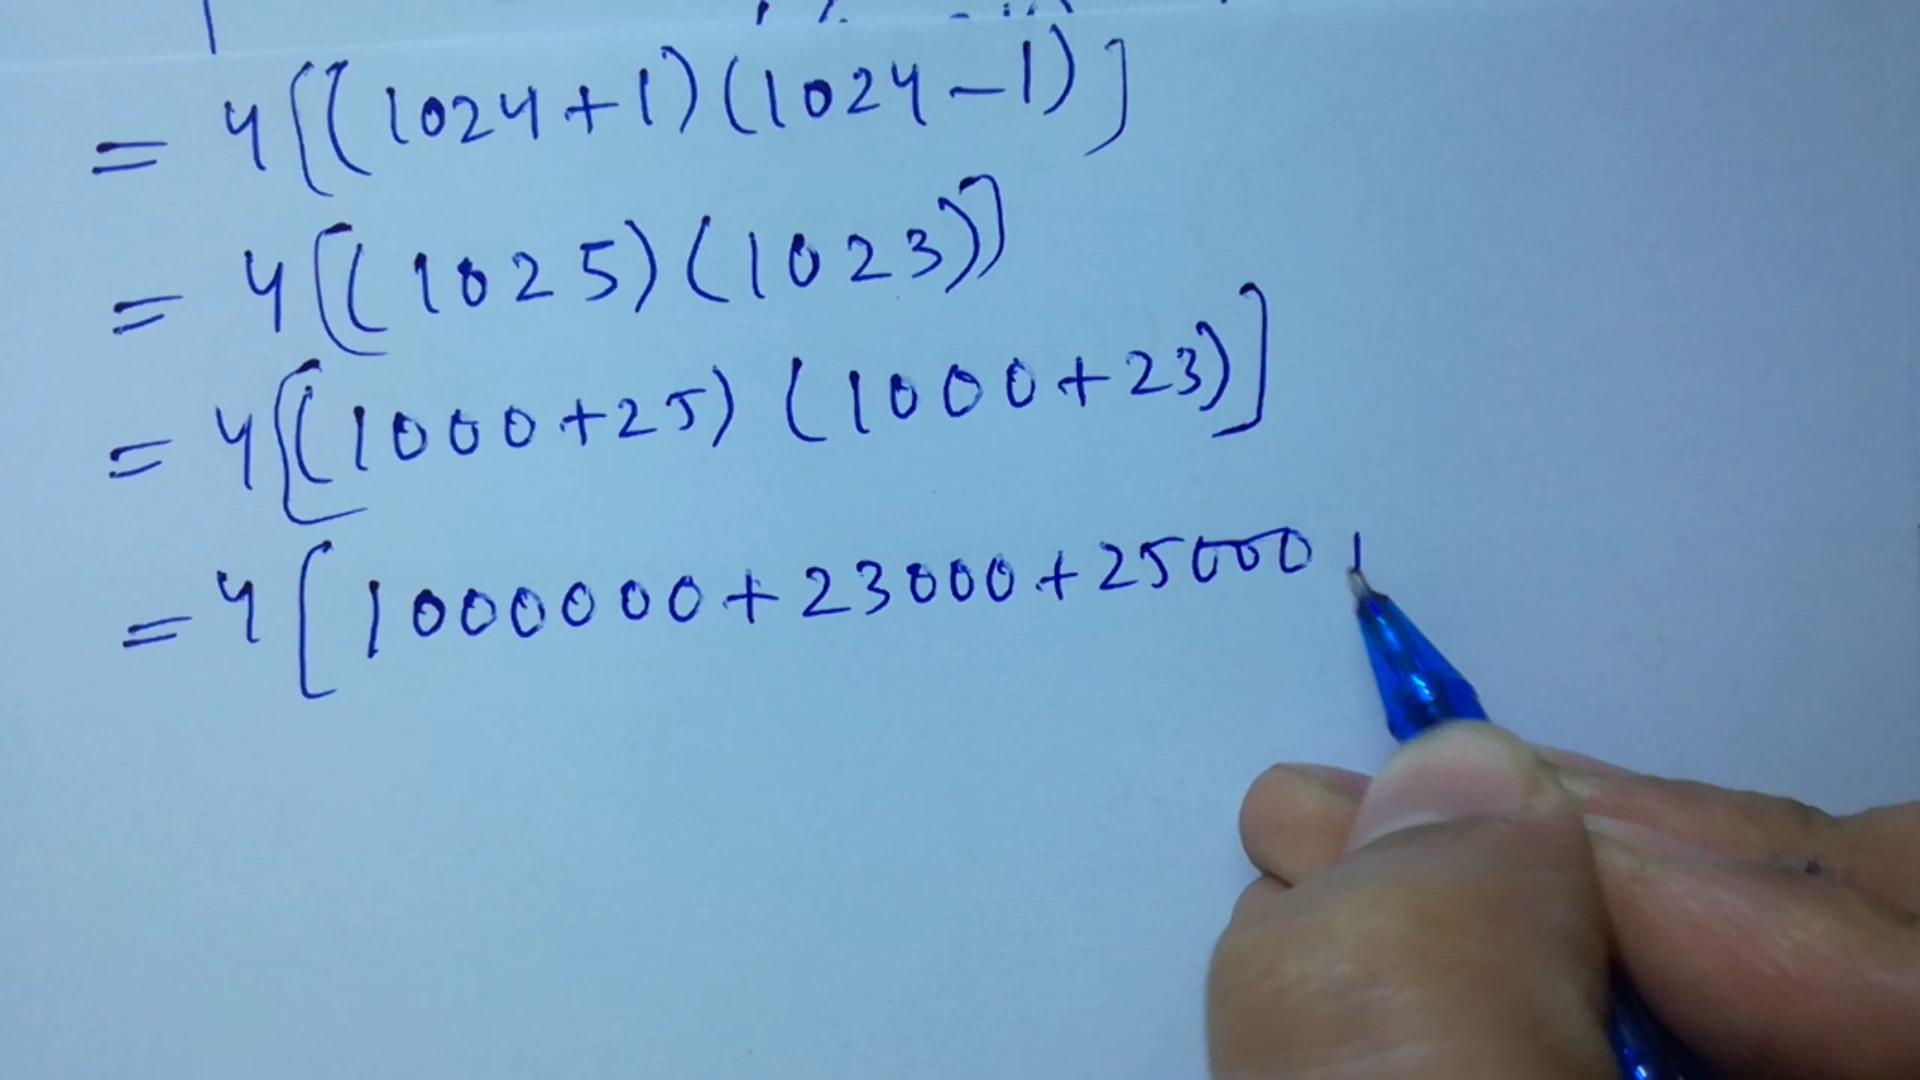 = 4[(1024+1)(1024-1)]
= 4[(1025)(1023)]
= 4[(1000+25)(1000+23)]
= 4[1000000+23000+25000